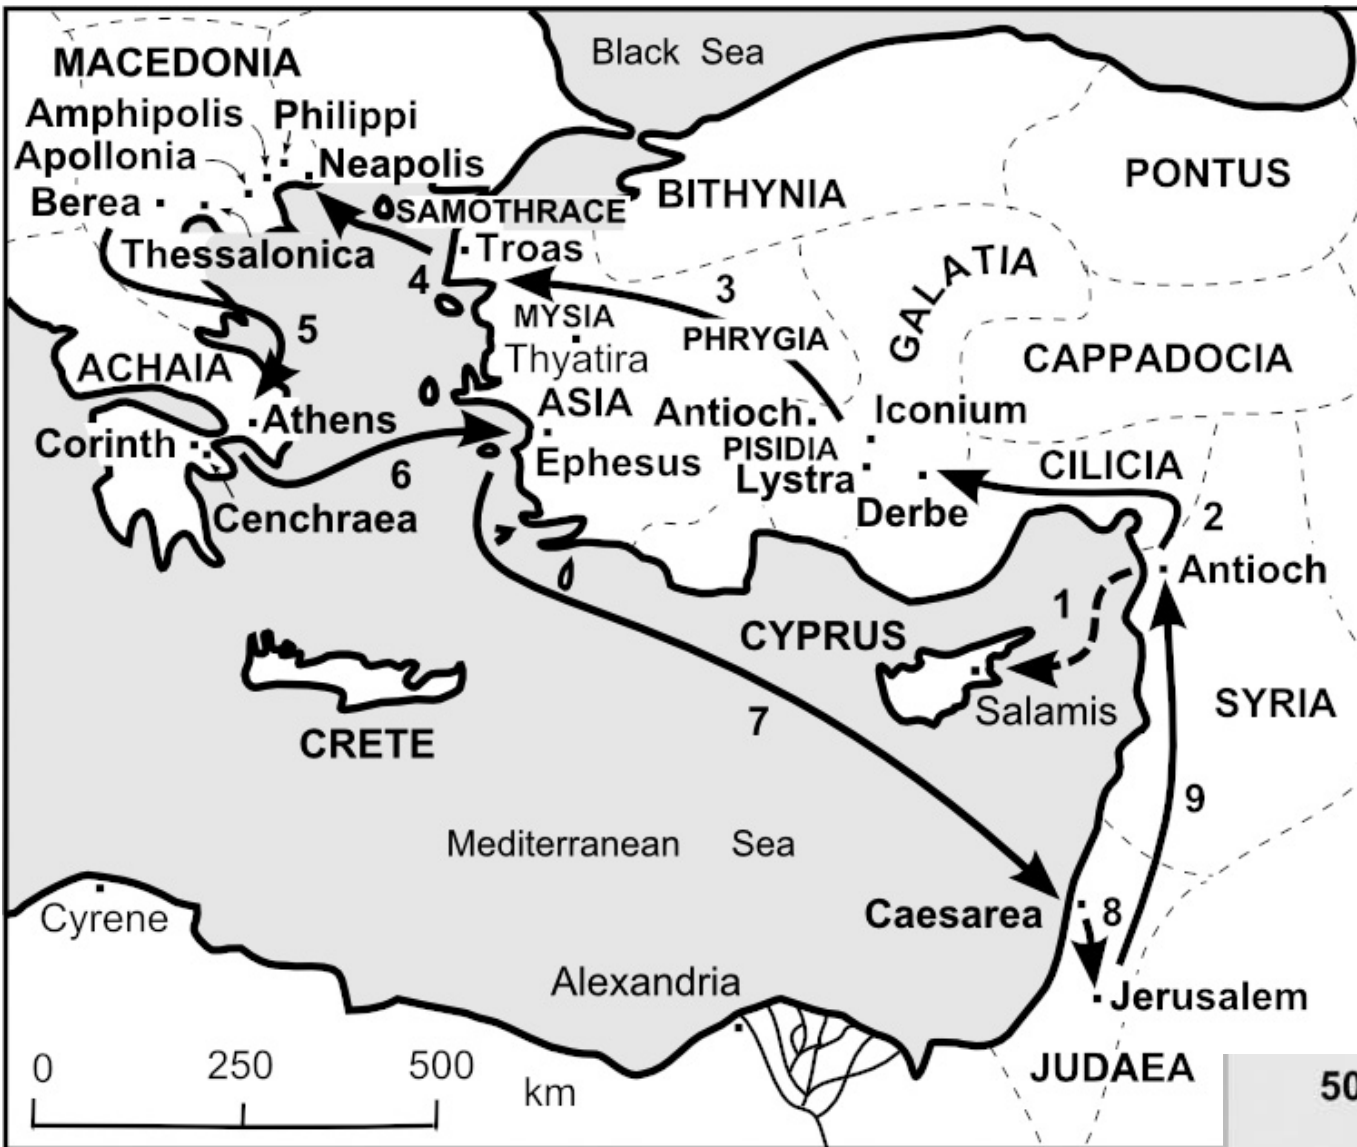 Black Sea
MACEDONIA
Amphipolis
Philippi
Apollonia
Neapolis
Berea
SAMOTHRACE
BITHYNIA
PONTUS
Thessalonica
Troas
GALATIA
4
3
5
MYSIA
PHRYGIA
Thyatira
ACHAIA
CAPPADOCIA
ASIA
Antioch
Iconium
Athens
Corinth
6
Ephesus
PISIDIA
Lystra
CILICIA
Cenchraea
Derbe
2
Antioch
1
CYPRUS
Salamis
SYRIA
CRETE
7
9
Mediterranean Sea
Caesarea
8
Cyrene
Alexandria
Jerusalem
JUDAEA
0 250 500
km
50